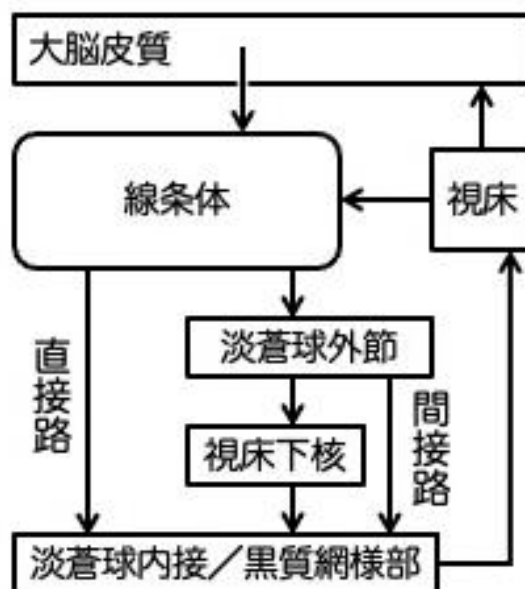 大脳皮質
線条体
視床
直接路
淡蒼球外節
間接路
視床下核
淡蒼球内接／黒質網様部